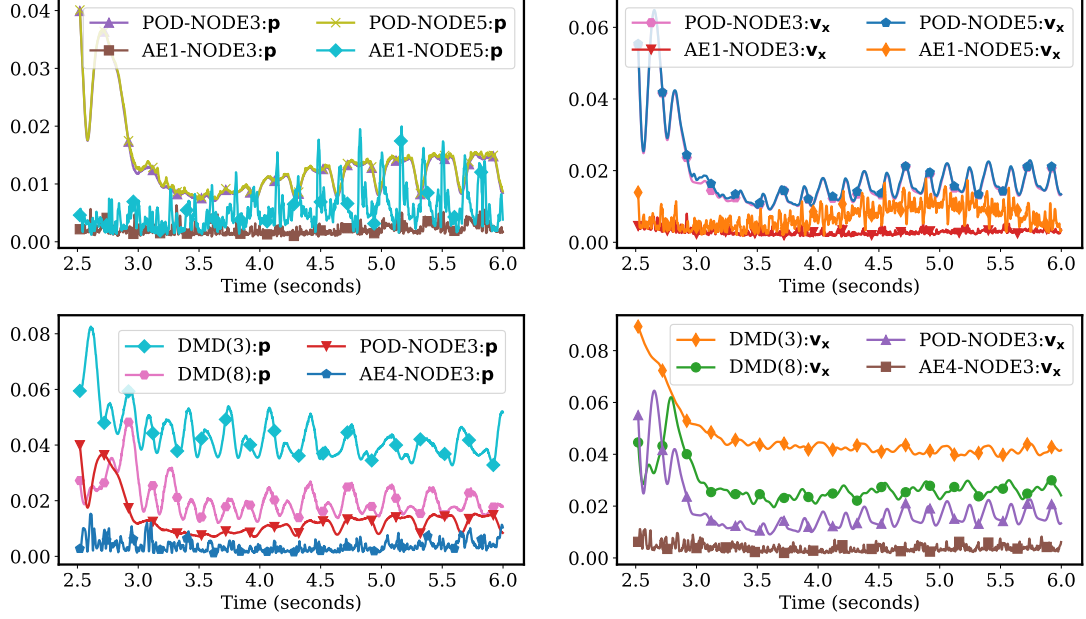 0.04
0.03
0.02
0.01
0.00
POD-NODE3:p POD-NODE5:p
AE1-NODE3:p AE1-NODE5:p
2.5 3.0 3.5 4.0 4.5 5.0 5.5 6.0
Time (seconds)
0.06
0.04
0.02
0.00
POD-NODE3:vx POD-NODE5:vx
AE1-NODE3:vx AE1-NODE5:vx
2.5 3.0 3.5 4.0 4.5 5.0 5.5 6.0
Time (seconds)
0.08
0.06
0.04
0.02
0.00
DMD(3):p POD-NODE3:p
DMD(8):p AE4-NODE3:p
2.5 3.0 3.5 4.0 4.5 5.0 5.5 6.0
Time (seconds)
0.08
0.06
0.04
0.02
0.00
DMD(3):vx POD-NODE3:vx
DMD(8):vx AE4-NODE3:vx
2.5 3.0 3.5 4.0 4.5 5.0 5.5 6.0
Time (seconds)